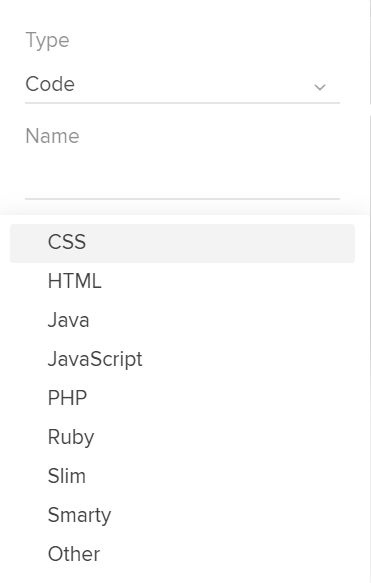 Type
Code
Name
CSS
HTML
Java
JavaScript
PHP
Ruby
Slim
Smarty
Other